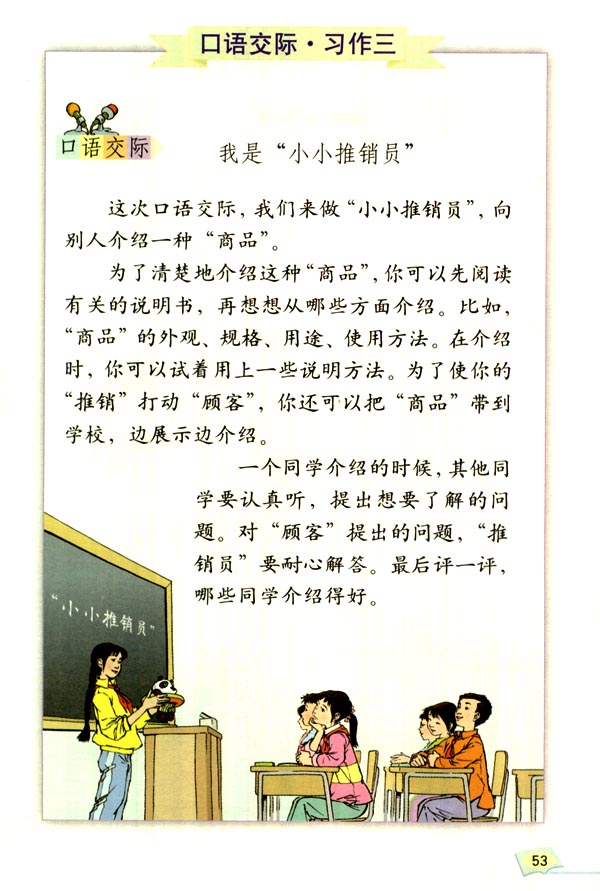 口语交际·习作三
口语交际
我是“小小推销员”
这次口语交际，我们来做“小小推销员”，向
别人介绍一种“商品”。
为了清楚地介绍这种“商品”，你可以先阅读
有关的说明书，再想想从哪些方面介绍。比如，
“商品”的外观、规格、用途、使用方法。在介绍
时，你可以试着用上一些说明方法。为了使你的
“推销”打动“顾客”，你还可以把“商品”带到
学校，边展示边介绍。
一个同学介绍的时候，其他同
学要认真听，提出想要了解的问
题。对“顾客”提出的问题，“推
销员”要耐心解答。最后评一评，
哪些同学介绍得好。
“小小推销员”
53